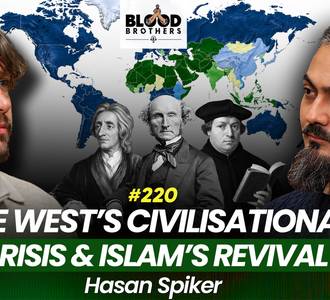 BLOOD
BROTHERS
#220
E WEST'S CIVILISATIONA
RISIS & ISLAM'S REVIVAL
Hasan Spiker